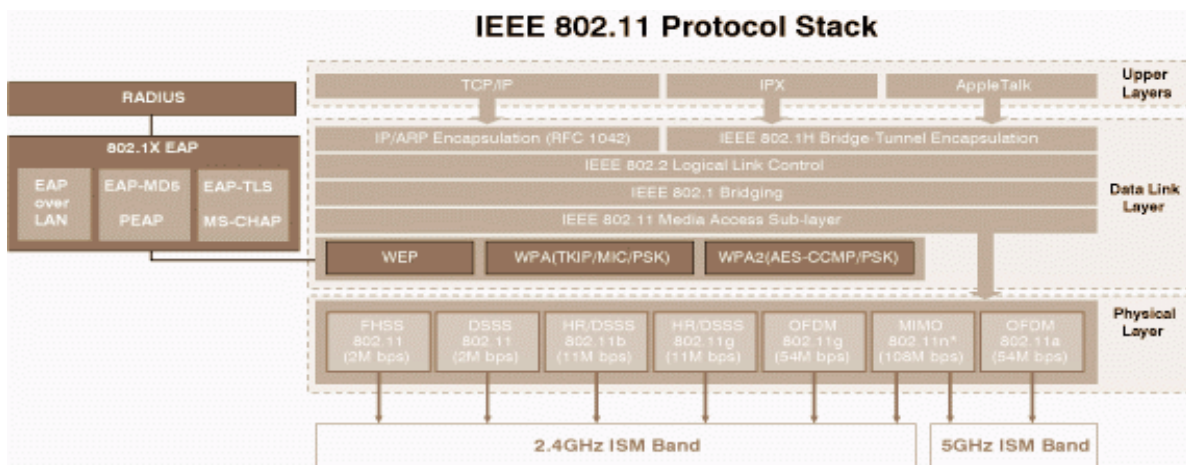 IEEE 802.11 Protocol Stack
TCP/IP
IPX
AppleTalk
Upper
Layers
RADIUS
802.1X EAP
EAP
over
LAN
EAP-MD5
PEAP
EAP-TLS
MS-CHAP
IP/ARP Encapsulation (RFC 1042)
IEEE 802.1H Bridge-Tunnel Encapsulation
IEEE 802.2 Logical Link Control
IEEE 802.1 Bridging
IEEE 802.11 Media Access Sub-layer
Data Link
Layer
WEP
WPA(TKIP/MIC/PSK)
WPA2(AES-CCMP/PSK)
Physical
Layer
FHSS
802.11
(2M bps)
DSSS
802.11
(2M bps)
HR/DSSS
802.11b
(11M bps)
HR/DSSS
802.11g
(11M bps)
OFDM
802.11g
(54M bps)
MIMO
802.11n*
(108M bps)
OFDM
802.11a
(54M bps)
2.4GHz ISM Band
5GHz ISM Band